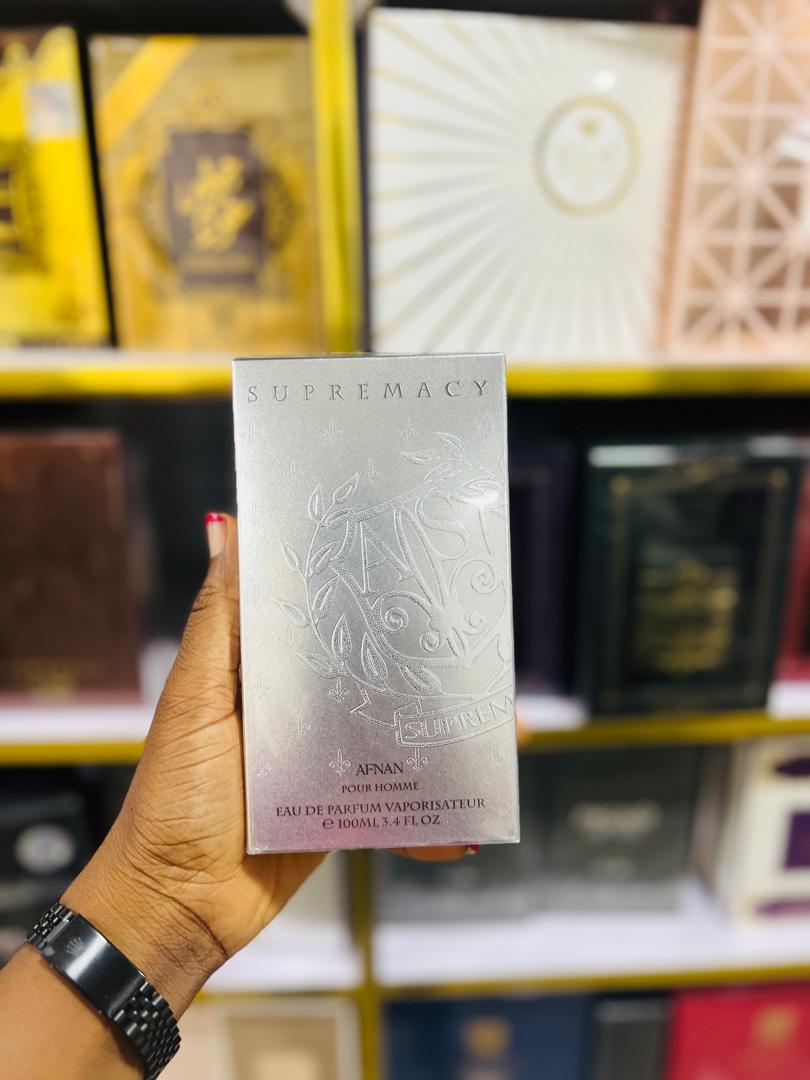 SUPREMACY
SUPREM
AFNAN
POUR HOMME
EAU DE PARFUM VAPORISATEUR
℮ 100ML 3.4 FL OZ